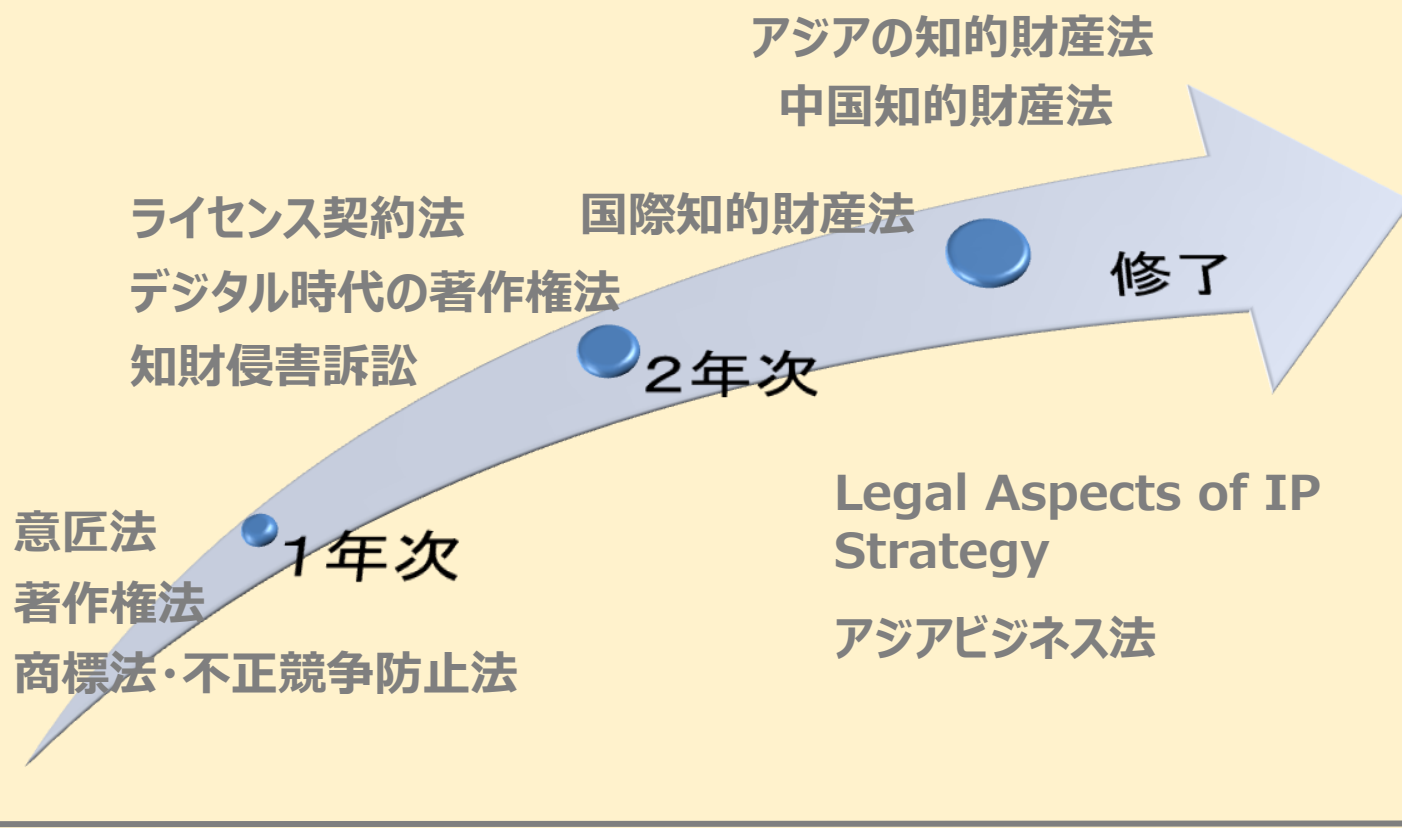 アジアの知的財産法
中国知的財産法
ライセンス契約法
国際知的財産法
デジタル時代の著作権法
知財侵害訴訟
修了
２年次
意匠法
１年次
著作権法
商標法・不正競争防止法
Legal Aspects of IP
Strategy
アジアビジネス法